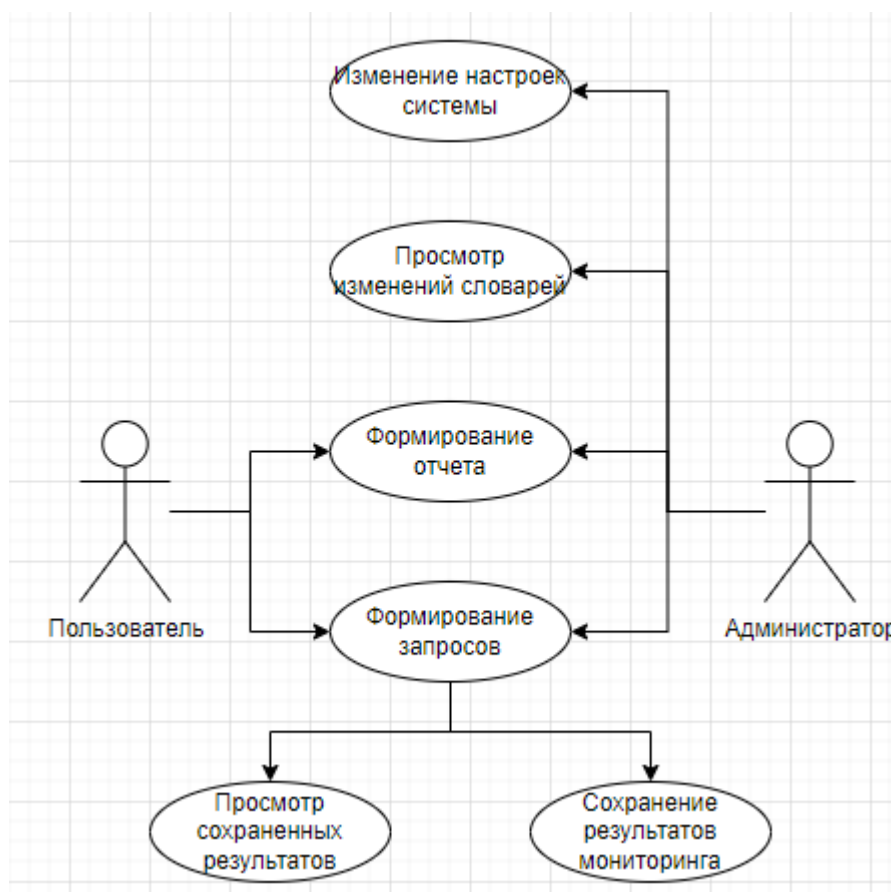 Изменение настроек
системы
Просмотр
изменений словарей
Формирование
отчета
Формирование
запросов
Пользователь
Администратор
Просмотр
сохраненных
результатов
Сохранение
результатов
мониторинга